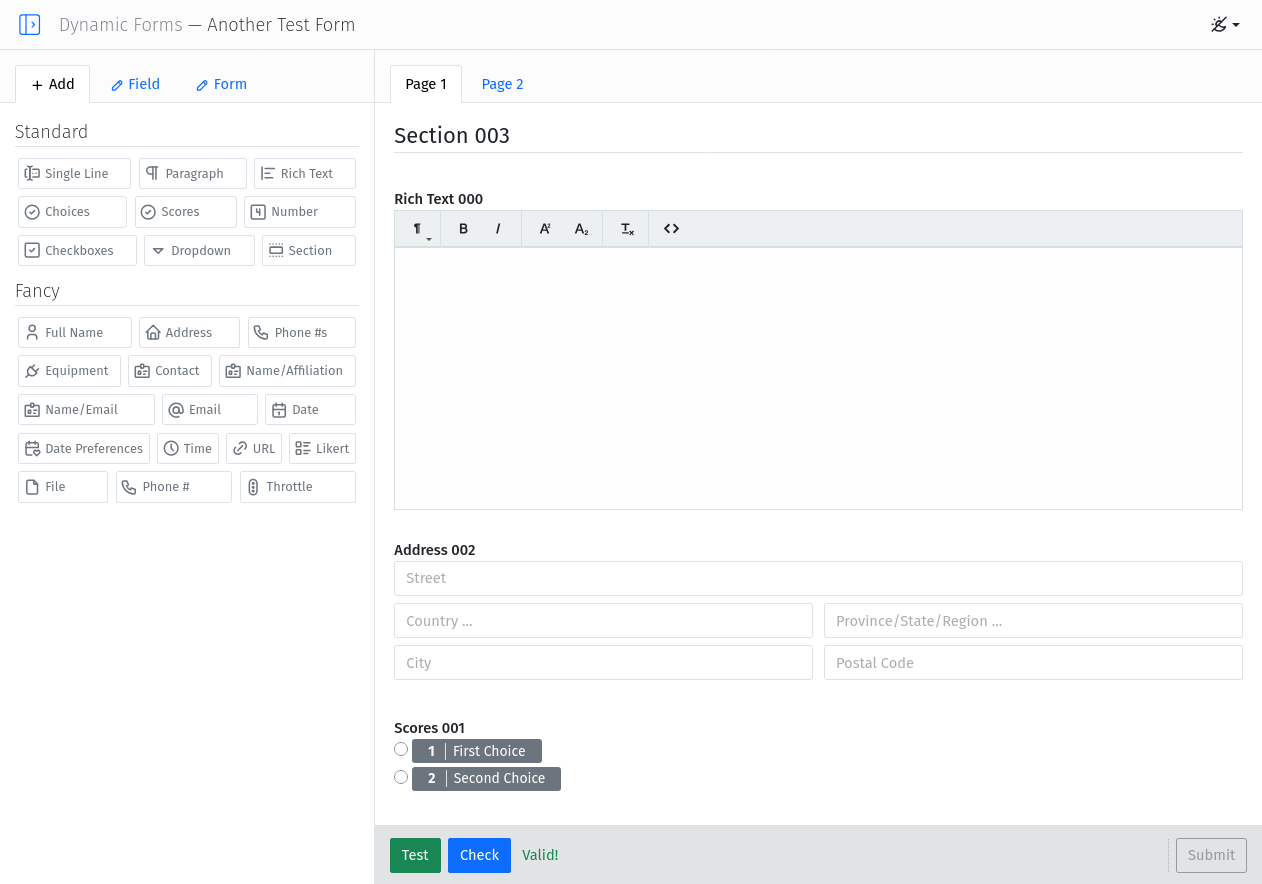 Dynamic Forms — Another Test Form
Add Field Form
Page 1 Page 2
Standard
Single Line Paragraph Rich Text
Choices Scores Number
Checkboxes Dropdown Section
Fancy
Full Name Address Phone #s
Equipment Contact Name/Affiliation
Name/Email Email Date
Date Preferences Time URL Likert
File Phone # Throttle
Section 003
Rich Text 000
¶ B I A² A₂ Tx <>
Address 002
Street
Country ... Province/State/Region ...
City Postal Code
Scores 001
1 First Choice
2 Second Choice
Test Check Valid! Submit